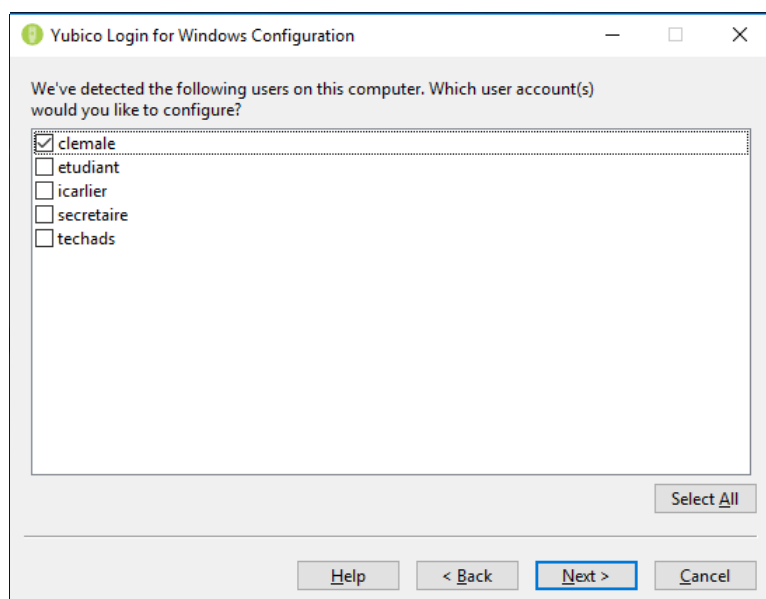 Yubico Login for Windows Configuration
We've detected the following users on this computer. Which user account(s)
would you like to configure?
clemale
etudiant
icarlier
secretaire
techads
Select All
Help
< Back
Next >
Cancel